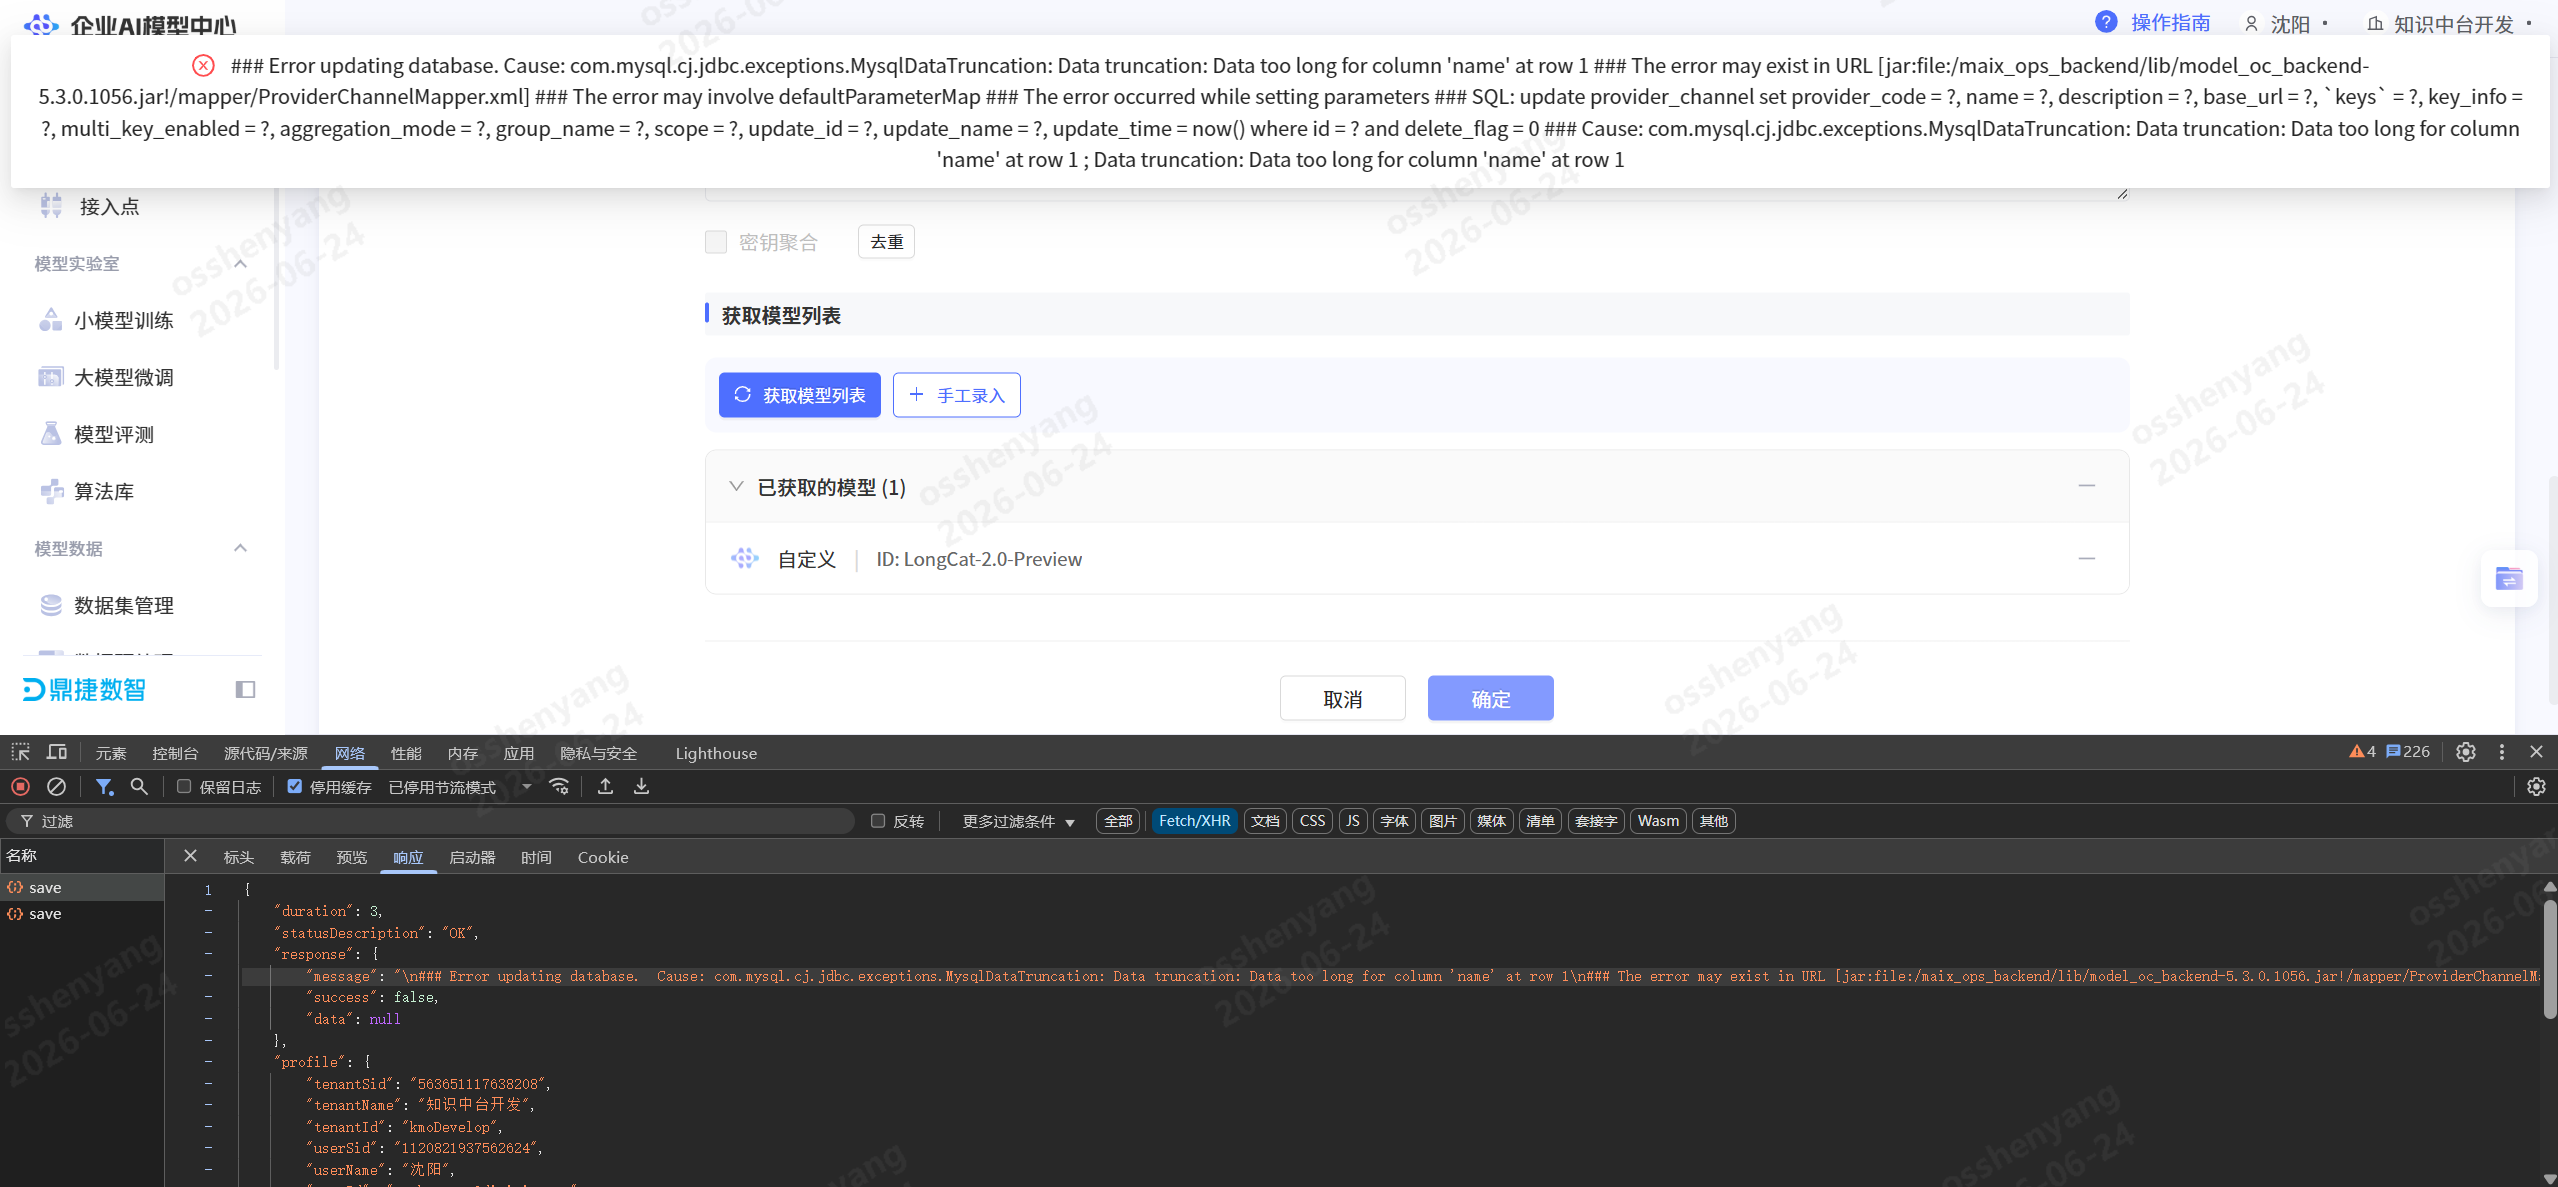 企业AI模型中心
操作指南
沈阳
知识中台开发
### Error updating database. Cause: com.mysql.cj.jdbc.exceptions.MysqlDataTruncation: Data truncation: Data too long for column 'name' at row 1 ### The error may exist in URL [jar:file:/maix_ops_backend/lib/model_oc_backend-
5.3.0.1056.jar!/mapper/ProviderChannelMapper.xml] ### The error may involve defaultParameterMap ### The error occurred while setting parameters ### SQL: update provider_channel set provider_code = ?, name = ?, description = ?, base_url = ?, `keys` = ?, key_info =
?, multi_key_enabled = ?, aggregation_mode = ?, group_name = ?, scope = ?, update_id = ?, update_name = ?, update_time = now() where id = ? and delete_flag = 0 ### Cause: com.mysql.cj.jdbc.exceptions.MysqlDataTruncation: Data truncation: Data too long for column
'name' at row 1 ; Data truncation: Data too long for column 'name' at row 1
接入点
模型实验室
小模型训练
大模型微调
模型评测
算法库
模型数据
数据集管理
鼎捷数智
密钥聚合
去重
获取模型列表
获取模型列表
手工录入
已获取的模型 (1)
自定义
ID: LongCat-2.0-Preview
取消
确定
元素 控制台 源代码/来源 网络 性能 内存 应用 隐私与安全 Lighthouse
4 226
保留日志 停用缓存 已停用节流模式
过滤 反转 更多过滤条件 全部 Fetch/XHR 文档 CSS JS 字体 图片 媒体 清单 套接字 Wasm 其他
名称
save
save
标头 载荷 预览 响应 启动器 时间 Cookie
1 {
"duration": 3,
"statusDescription": "OK",
"response": {
"message": "\n### Error updating database.  Cause: com.mysql.cj.jdbc.exceptions.MysqlDataTruncation: Data truncation: Data too long for column 'name' at row 1\n### The error may exist in URL [jar:file:/maix_ops_backend/lib/model_oc_backend-5.3.0.1056.jar!/mapper/ProviderChannelM
"success": false,
"data": null
},
"profile": {
"tenantSid": "563651117638208",
"tenantName": "知识中台开发",
"tenantId": "kmoDevelop",
"userSid": "1120821937562624",
"userName": "沈阳",
osshenyang
2026-06-24